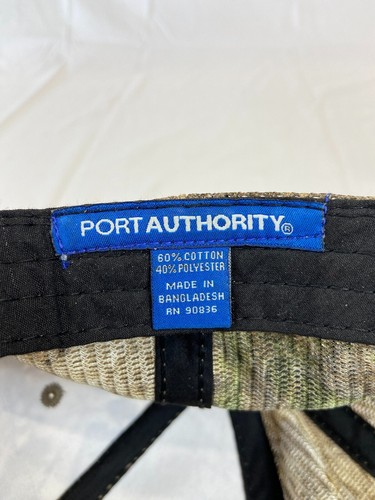 PORT AUTHORITY®
60% COTTON
40% POLYESTER
MADE IN
BANGLADESH
RN 90836